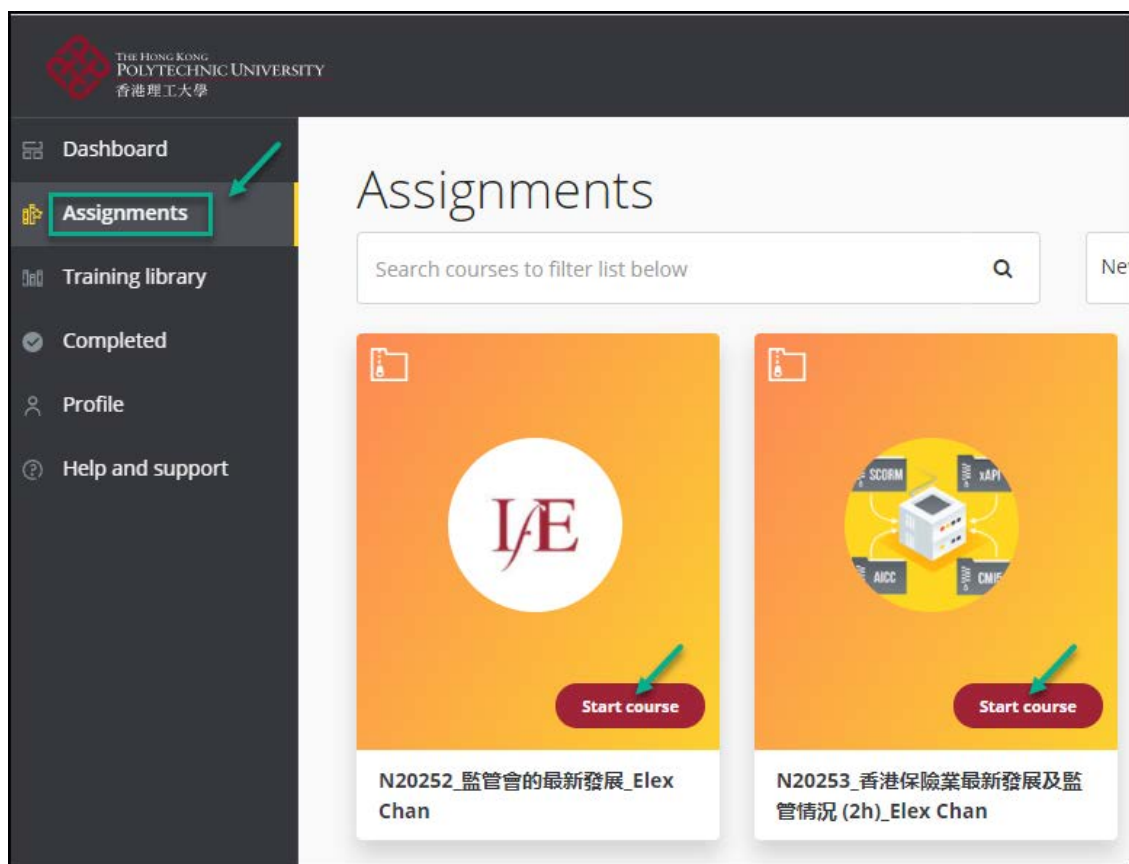 THE HONG KONG
POLYTECHNIC UNIVERSITY
香港理工大學
Dashboard
Assignments
Training library
Completed
Profile
Help and support
Assignments
Search courses to filter list below
IfE
Start course
N20252_監管會的最新發展_Elex
Chan
SCORM
xAPI
AICC
Start course
N20253_香港保險業最新發展及監
管情況 (2h)_Elex Chan